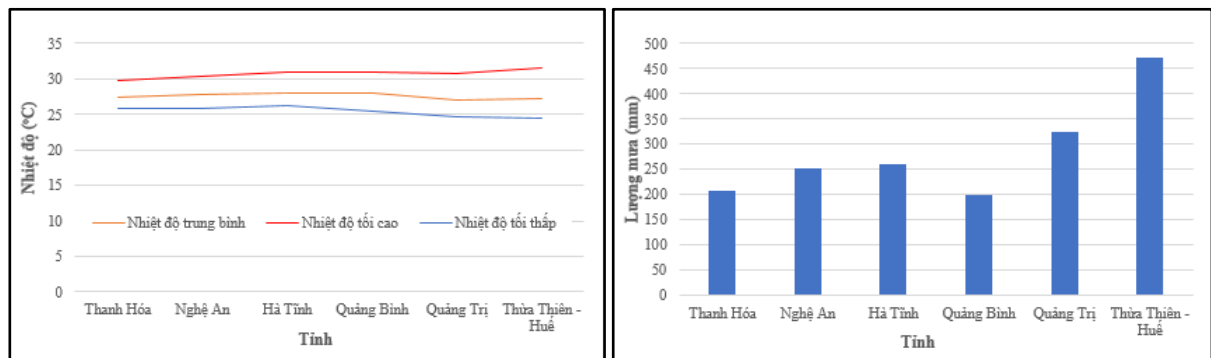 35
30
25
20
15
10
5
0
Nhiệt độ (ºC)
Nhiệt độ trung bình
Nhiệt độ tối cao
Nhiệt độ tối thấp
Thanh Hóa
Nghệ An
Hà Tĩnh
Quảng Bình
Quảng Trị
Thừa Thiên -
Huế
Tỉnh
500
450
400
350
300
250
200
150
100
50
0
Lượng mưa (mm)
Thanh Hóa
Nghệ An
Hà Tĩnh
Quảng Bình
Quảng Trị
Thừa Thiên -
Huế
Tỉnh